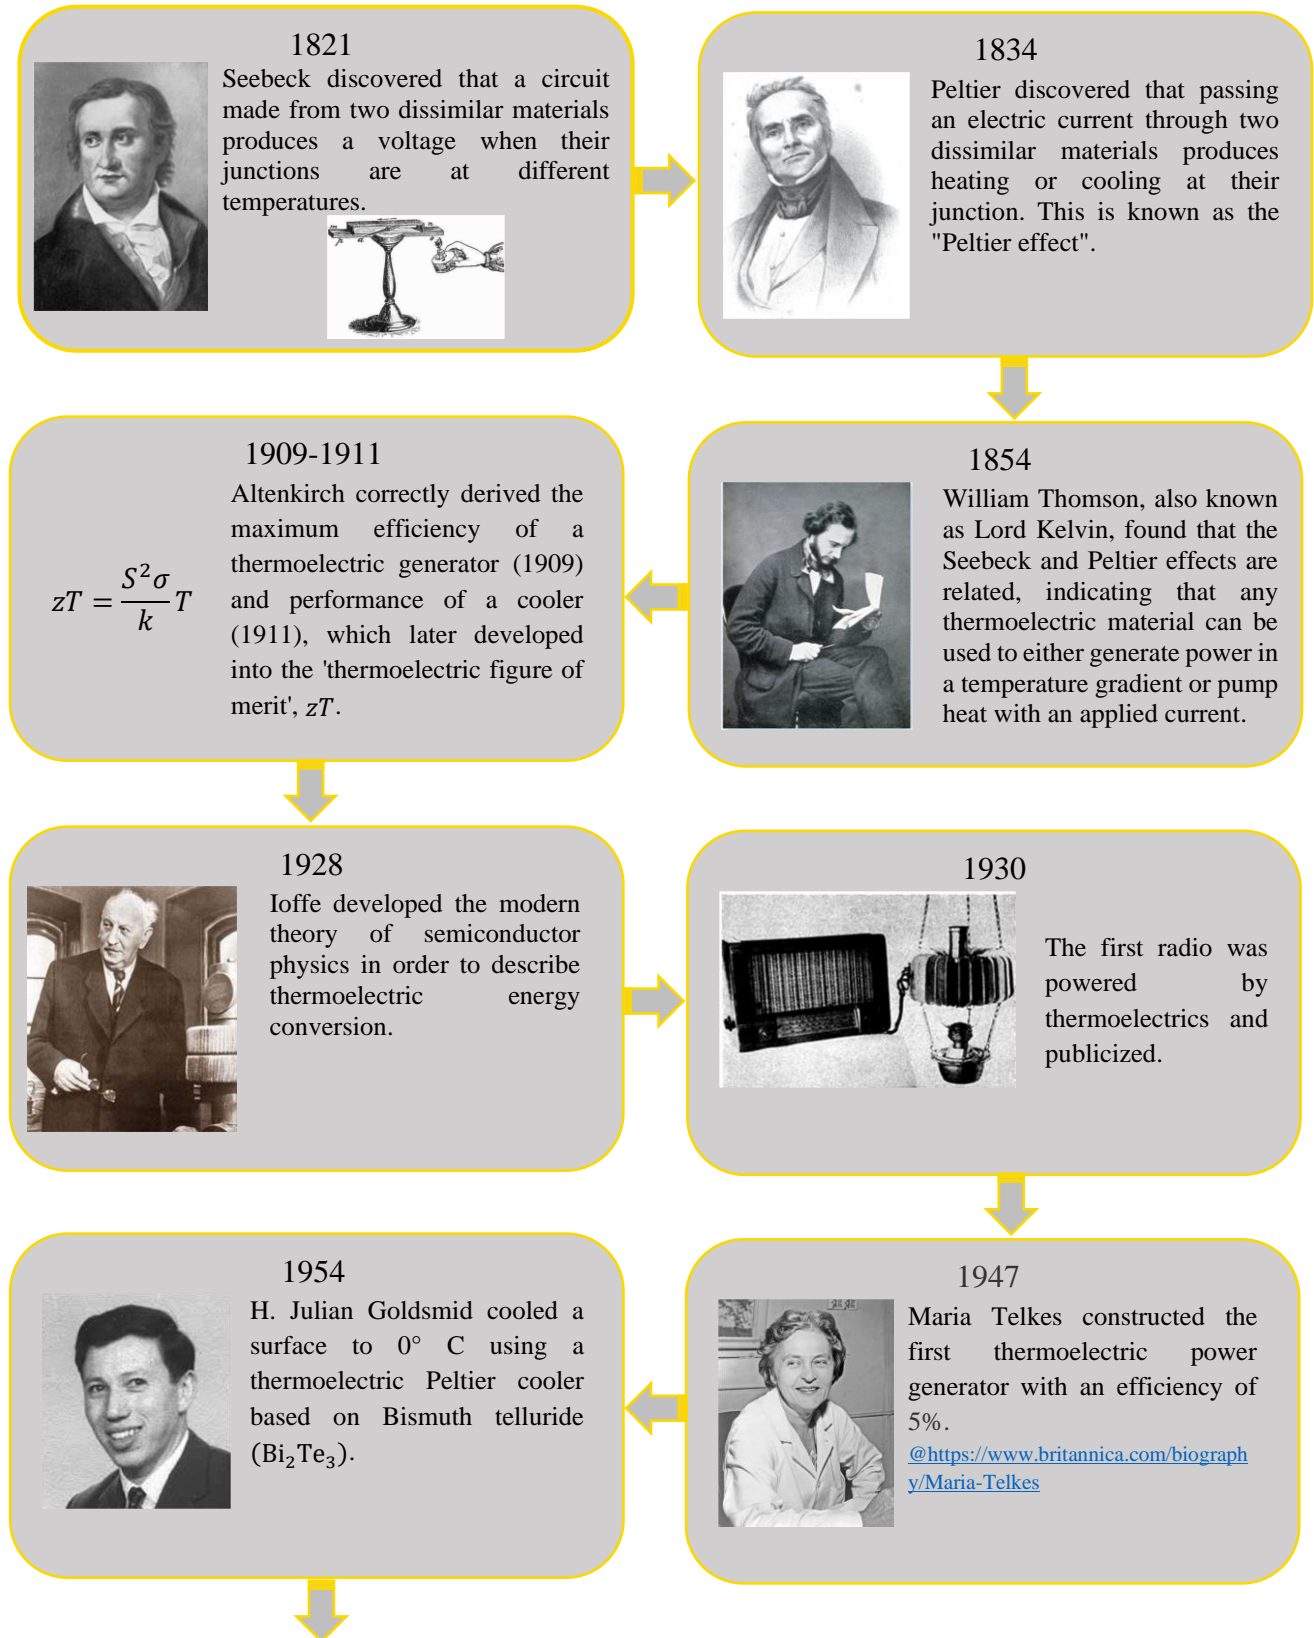 1821
Seebeck discovered that a circuit
made from two dissimilar materials
produces a voltage when their
junctions are at different
temperatures.
1834
Peltier discovered that passing
an electric current through two
dissimilar materials produces
heating or cooling at their
junction. This is known as the
"Peltier effect".
1854
William Thomson, also known
as Lord Kelvin, found that the
Seebeck and Peltier effects are
related, indicating that any
thermoelectric material can be
used to either generate power in
a temperature gradient or pump
heat with an applied current.
1909-1911
Altenkirch correctly derived the
maximum efficiency of a
thermoelectric generator (1909)
and performance of a cooler
(1911), which later developed
into the 'thermoelectric figure of
merit', zT.
zT = S²σ/k T
1928
Ioffe developed the modern
theory of semiconductor
physics in order to describe
thermoelectric energy
conversion.
1930
The first radio was
powered by
thermoelectrics and
publicized.
1947
Maria Telkes constructed the
first thermoelectric power
generator with an efficiency of
5%.
@https://www.britannica.com/biograph
y/Maria-Telkes
1954
H. Julian Goldsmid cooled a
surface to 0° C using a
thermoelectric Peltier cooler
based on Bismuth telluride
(Bi₂Te₃).